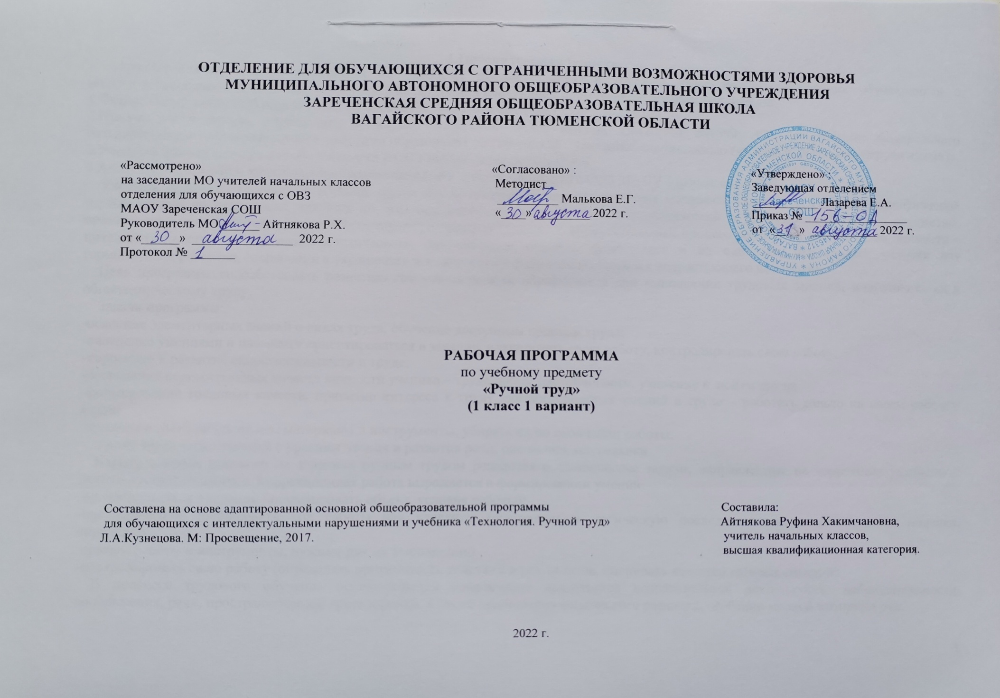 ОТДЕЛЕНИЕ ДЛЯ ОБУЧАЮЩИХСЯ С ОГРАНИЧЕННЫМИ ВОЗМОЖНОСТЯМИ ЗДОРОВЬЯ
МУНИЦИПАЛЬНОГО АВТОНОМНОГО ОБЩЕОБРАЗОВАТЕЛЬНОГО УЧРЕЖДЕНИЯ
ЗАРЕЧЕНСКАЯ СРЕДНЯЯ ОБЩЕОБРАЗОВАТЕЛЬНАЯ ШКОЛА
ВАГАЙСКОГО РАЙОНА ТЮМЕНСКОЙ ОБЛАСТИ
«Рассмотрено»
на заседании МО учителей начальных классов
отделения для обучающихся с ОВЗ
МАОУ Зареченская СОШ
Руководитель МО Айтнякова Р.Х.
от «30» августа 2022 г.
Протокол № 1
«Согласовано» :
Методист
Малькова Е.Г.
«30» августа 2022 г.
«Утверждено» :
Заведующая отделением
Лазарева Е.А.
Приказ № 156-ОД
от «31» августа 2022 г.
МАОУ
Зареченская
СОШ
РАБОЧАЯ ПРОГРАММА
по учебному предмету
«Ручной труд»
(1 класс 1 вариант)
Составлена на основе адаптированной основной общеобразовательной программы
для обучающихся с интеллектуальными нарушениями и учебника «Технология. Ручной труд»
Л.А.Кузнецова. М: Просвещение, 2017.
Составила:
Айтнякова Руфина Хакимчановна,
учитель начальных классов,
высшая квалификационная категория.
2022 г.